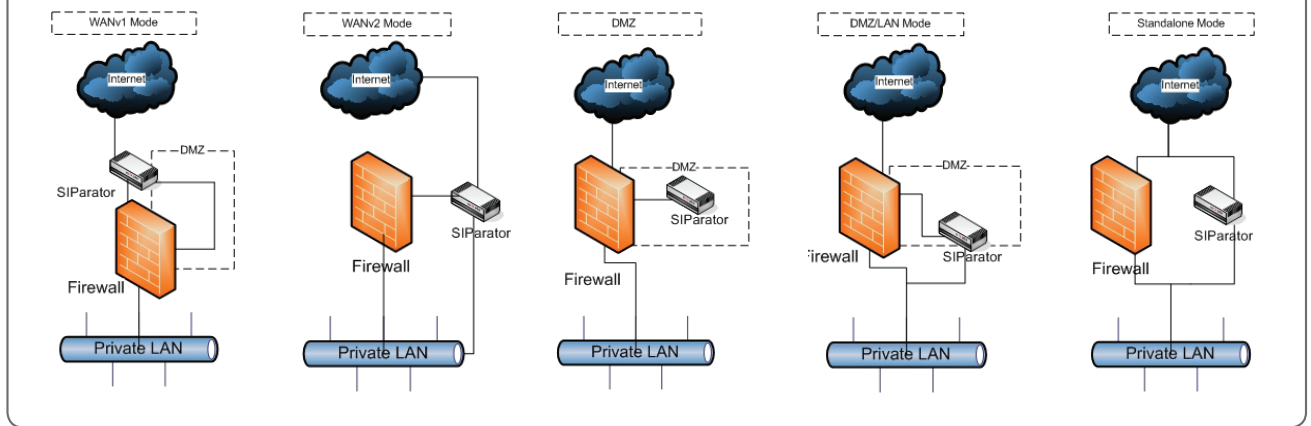 WANv1 Mode
WANv2 Mode
DMZ
DMZ/LAN Mode
Standalone Mode
Internet
Internet
Internet
Internet
Internet
DMZ
SIParator
Firewall
Private LAN
SIParator
Firewall
Private LAN
DMZ
SIParator
Firewall
Private LAN
DMZ
SIParator
Firewall
Private LAN
SIParator
Firewall
Private LAN